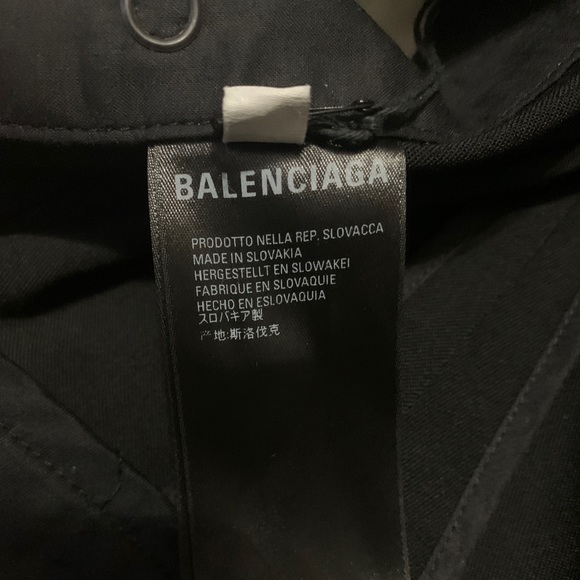 BALENCIAGA
PRODOTTO NELLA REP. SLOVACCA
MADE IN SLOVAKIA
HERGESTELLT EN SLOWAKEI
FABRIQUE EN SLOVAQUIE
HECHO EN ESLOVAQUIA
スロバキア製
产地:斯洛伐克